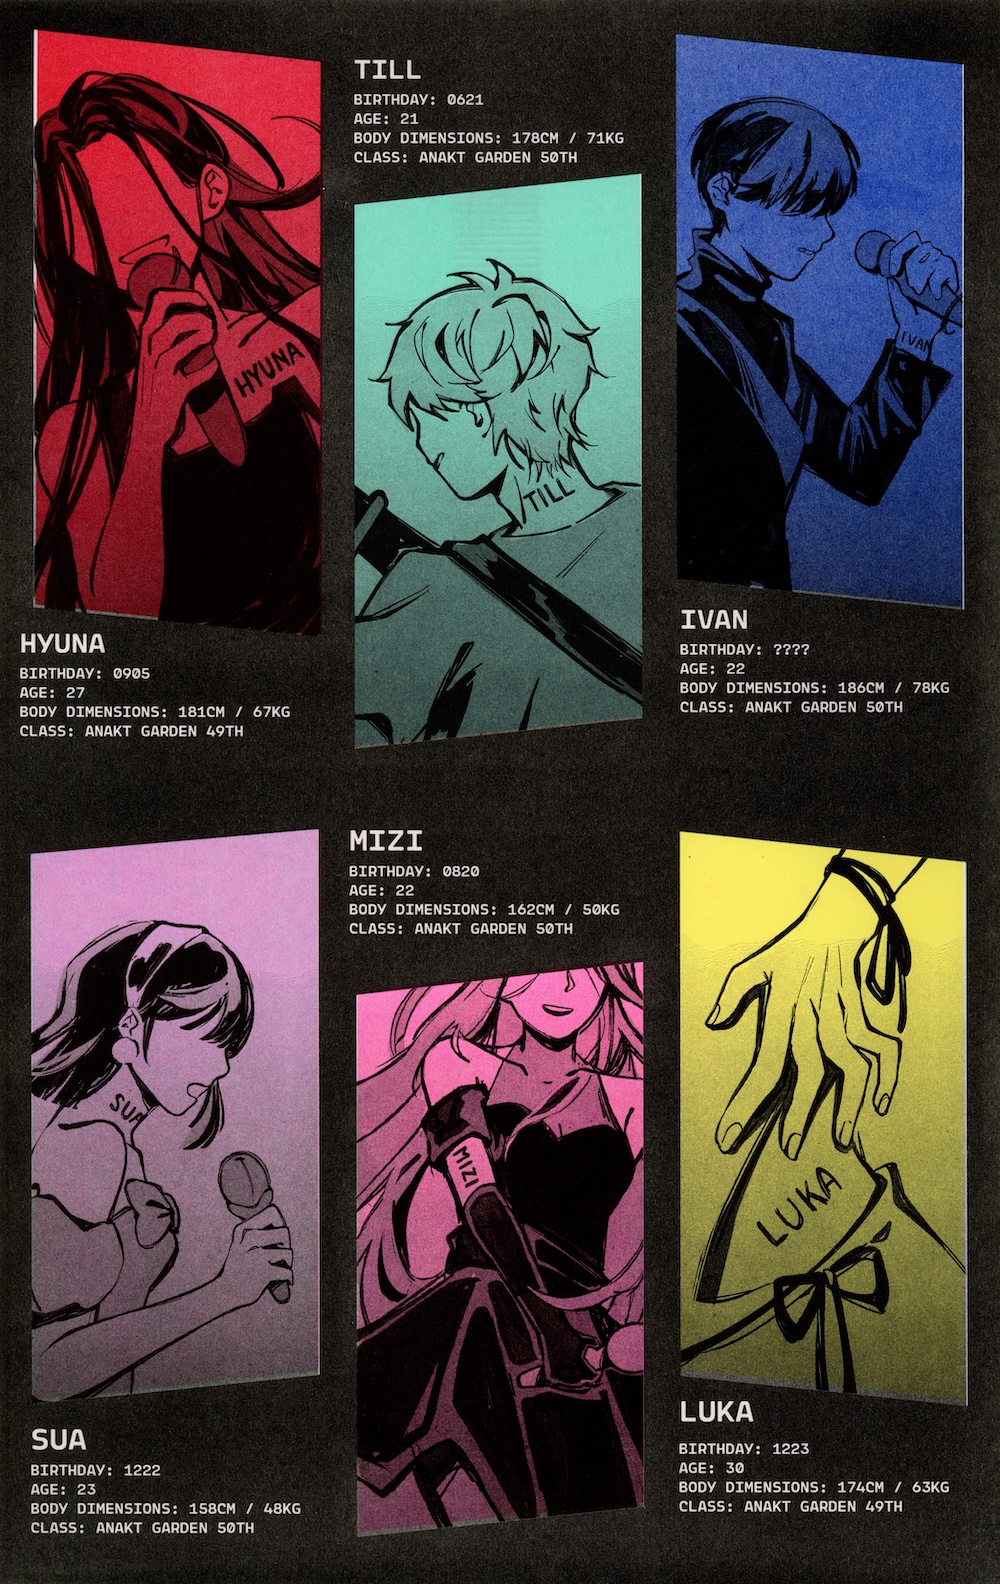 HYUNA
HYUNA
BIRTHDAY: 0905
AGE: 27
BODY DIMENSIONS: 181CM / 67KG
CLASS: ANAKT GARDEN 49TH
TILL
BIRTHDAY: 0621
AGE: 21
BODY DIMENSIONS: 178CM / 71KG
CLASS: ANAKT GARDEN 50TH
TILL
IVAN
IVAN
BIRTHDAY: ????
AGE: 22
BODY DIMENSIONS: 186CM / 78KG
CLASS: ANAKT GARDEN 50TH
SUA
SUA
BIRTHDAY: 1222
AGE: 23
BODY DIMENSIONS: 158CM / 48KG
CLASS: ANAKT GARDEN 50TH
MIZI
BIRTHDAY: 0820
AGE: 22
BODY DIMENSIONS: 162CM / 50KG
CLASS: ANAKT GARDEN 50TH
MIZI
LUKA
LUKA
BIRTHDAY: 1223
AGE: 30
BODY DIMENSIONS: 174CM / 63KG
CLASS: ANAKT GARDEN 49TH